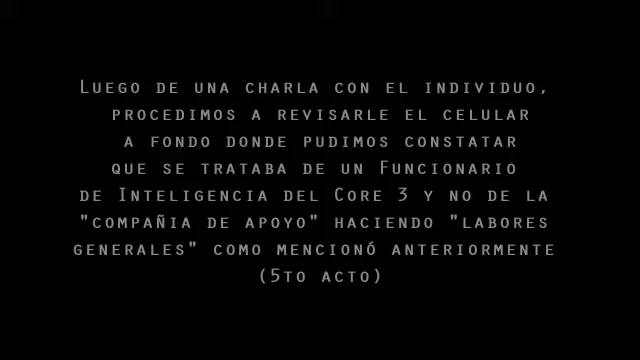 Luego de una charla con el individuo,
procedimos a revisarle el celular
a fondo donde pudimos constatar
que se trataba de un Funcionario
de Inteligencia del Core 3 y no de la
"compañia de apoyo" haciendo "labores
generales" como mencionó anteriormente
(5to acto)